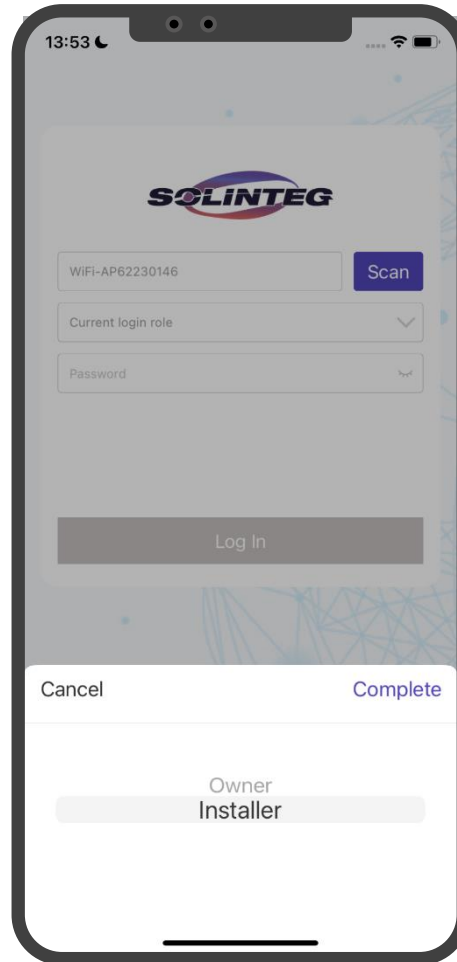 13:53
SOLINTEG
WiFi-AP62230146 Scan
Current login role
Password
Log In
Cancel Complete
Owner
Installer